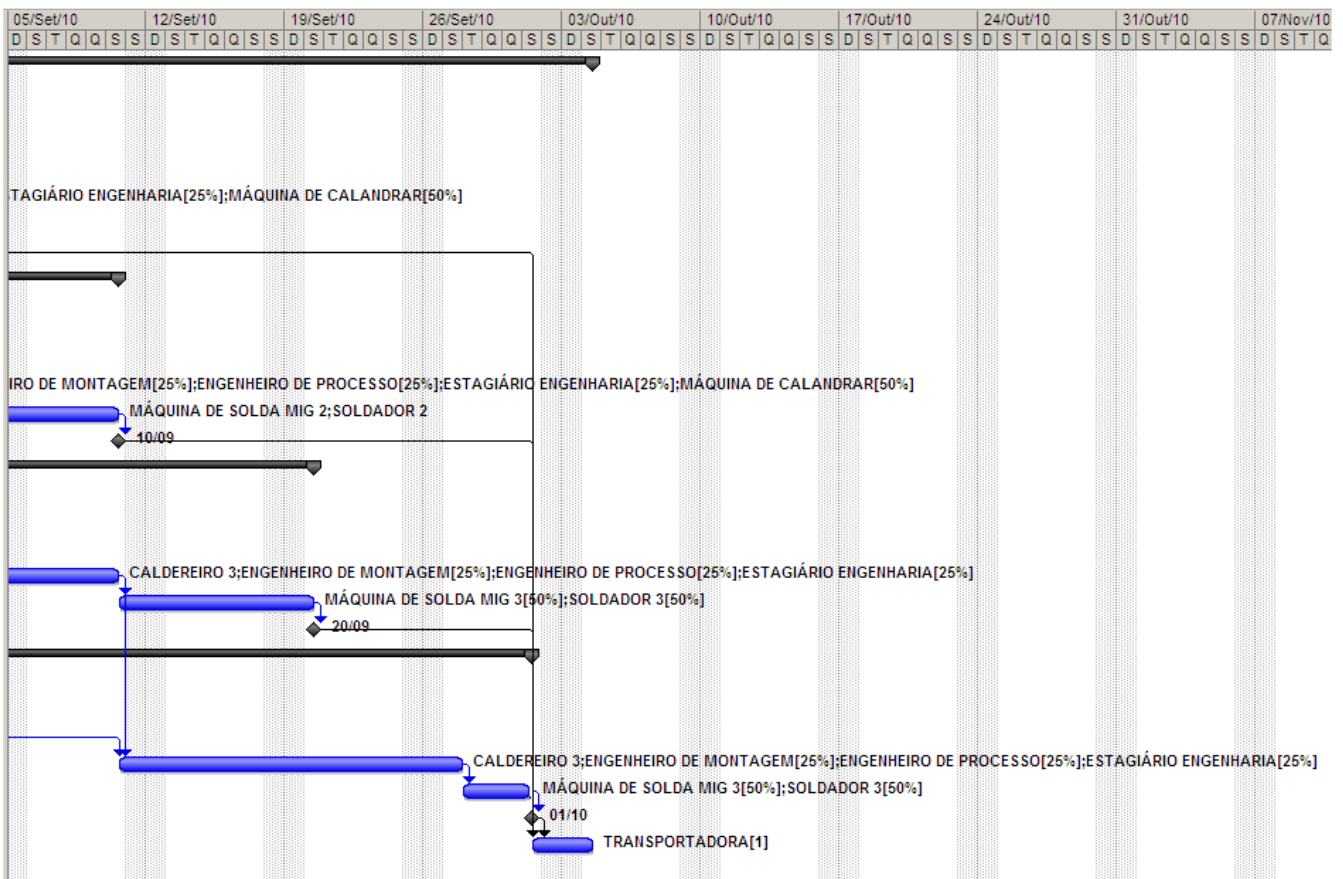 05/Set/10 12/Set/10 19/Set/10 26/Set/10 03/Out/10 10/Out/10 17/Out/10 24/Out/10 31/Out/10 07/Nov/10
D S T Q Q S S D S T Q Q S S D S T Q Q S S D S T Q Q S S D S T Q Q S S D S T Q Q S S D S T Q Q S S D S T Q Q S S D S T Q Q S S D S T Q
TAGIÁRIO ENGENHARIA[25%];MÁQUINA DE CALANDRAR[50%]
IRO DE MONTAGEM[25%];ENGENHEIRO DE PROCESSO[25%];ESTAGIÁRIO ENGENHARIA[25%];MÁQUINA DE CALANDRAR[50%]
MÁQUINA DE SOLDA MIG 2;SOLDADOR 2
10/09
CALDEREIRO 3;ENGENHEIRO DE MONTAGEM[25%];ENGENHEIRO DE PROCESSO[25%];ESTAGIÁRIO ENGENHARIA[25%]
MÁQUINA DE SOLDA MIG 3[50%];SOLDADOR 3[50%]
20/09
CALDEREIRO 3;ENGENHEIRO DE MONTAGEM[25%];ENGENHEIRO DE PROCESSO[25%];ESTAGIÁRIO ENGENHARIA[25%]
MÁQUINA DE SOLDA MIG 3[50%];SOLDADOR 3[50%]
01/10
TRANSPORTADORA[1]